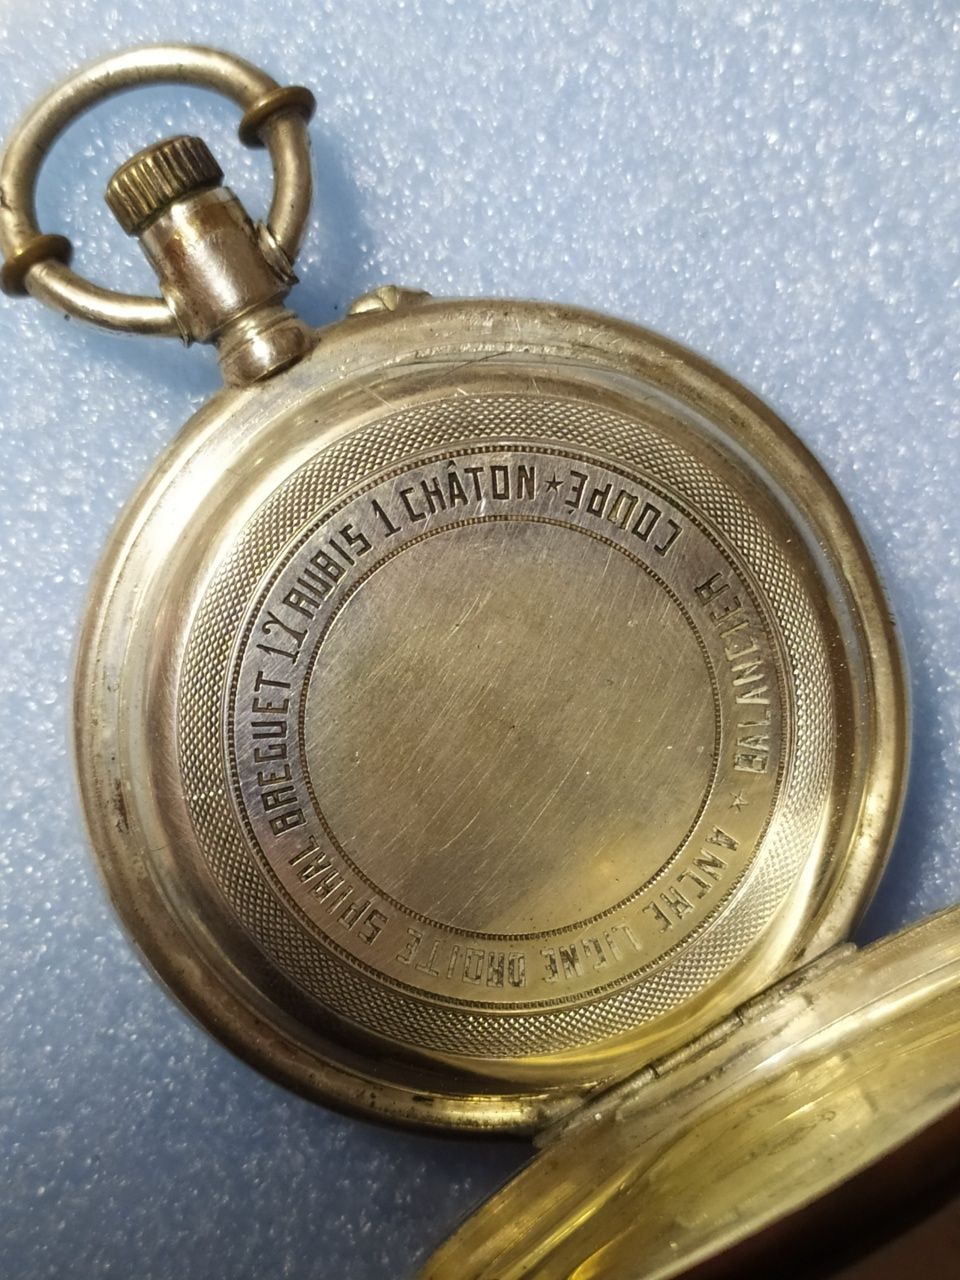 ANCRE LIGNE DROITE SPIRAL BREGUET 12 RUBIS 1 CHÂTON ★ COUPÉ BALANCIER ★